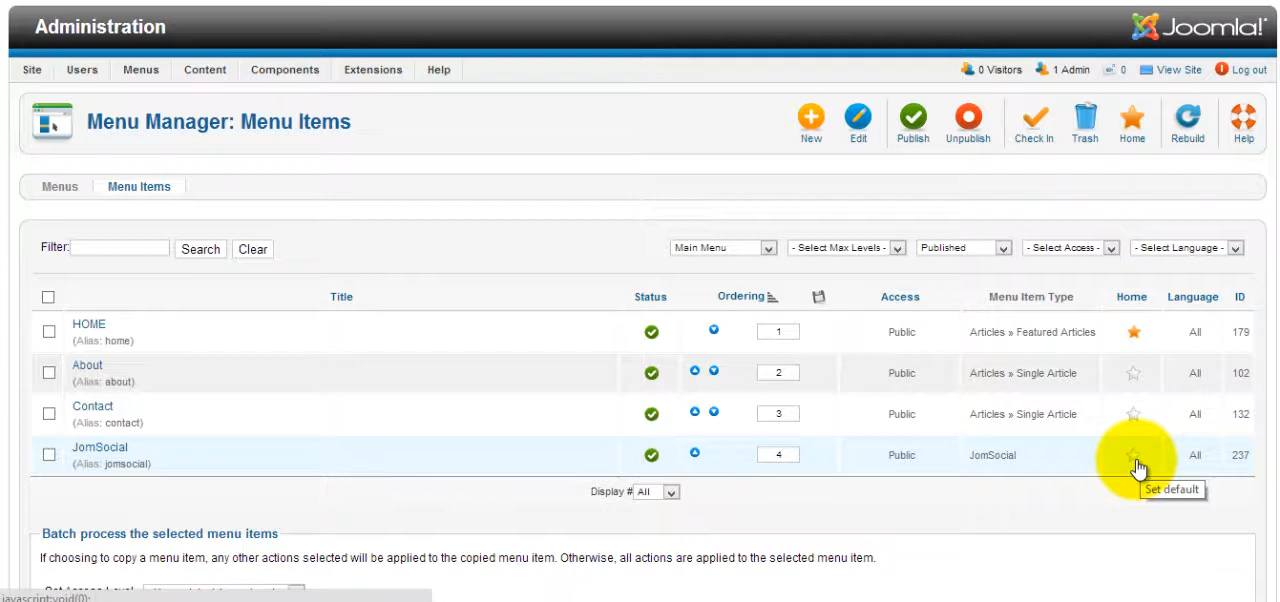 Administration
Joomla!
Site Users Menus Content Components Extensions Help 0 Visitors 1 Admin 0 View Site Log out
Menu Manager: Menu Items
New Edit Publish Unpublish Check In Trash Home Rebuild Help
Menus Menu Items
Filter: Search Clear Main Menu - Select Max Levels - Published - Select Access - - Select Language -
Title Status Ordering Access Menu Item Type Home Language ID
HOME
(Alias: home)
1 Public Articles » Featured Articles All 179
About
(Alias: about)
2 Public Articles » Single Article All 102
Contact
(Alias: contact)
3 Public Articles » Single Article All 132
JomSocial
(Alias: jomsocial)
4 Public JomSocial All 237
Set default
Display # All
Batch process the selected menu items
If choosing to copy a menu item, any other actions selected will be applied to the copied menu item. Otherwise, all actions are applied to the selected menu item.
javascript:void(0);